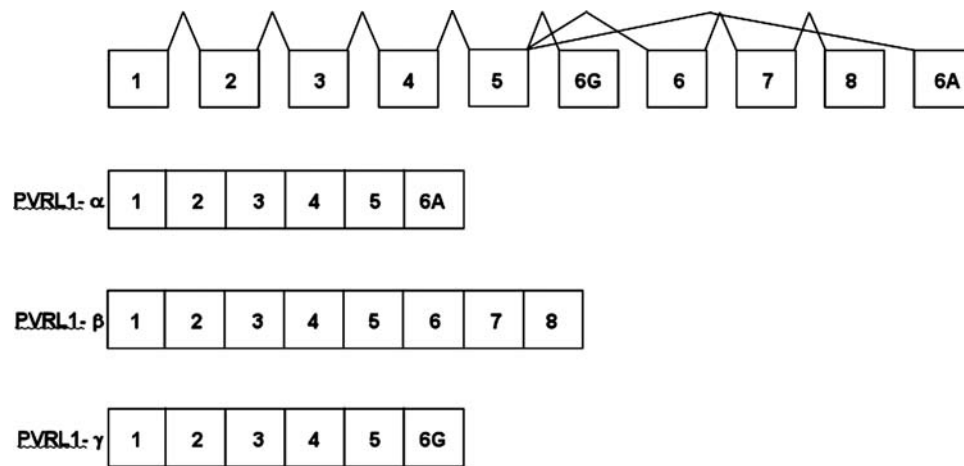 1 2 3 4 5 6G 6 7 8 6A
PVRL1- α 1 2 3 4 5 6A
PVRL1- β 1 2 3 4 5 6 7 8
PVRL1- γ 1 2 3 4 5 6G